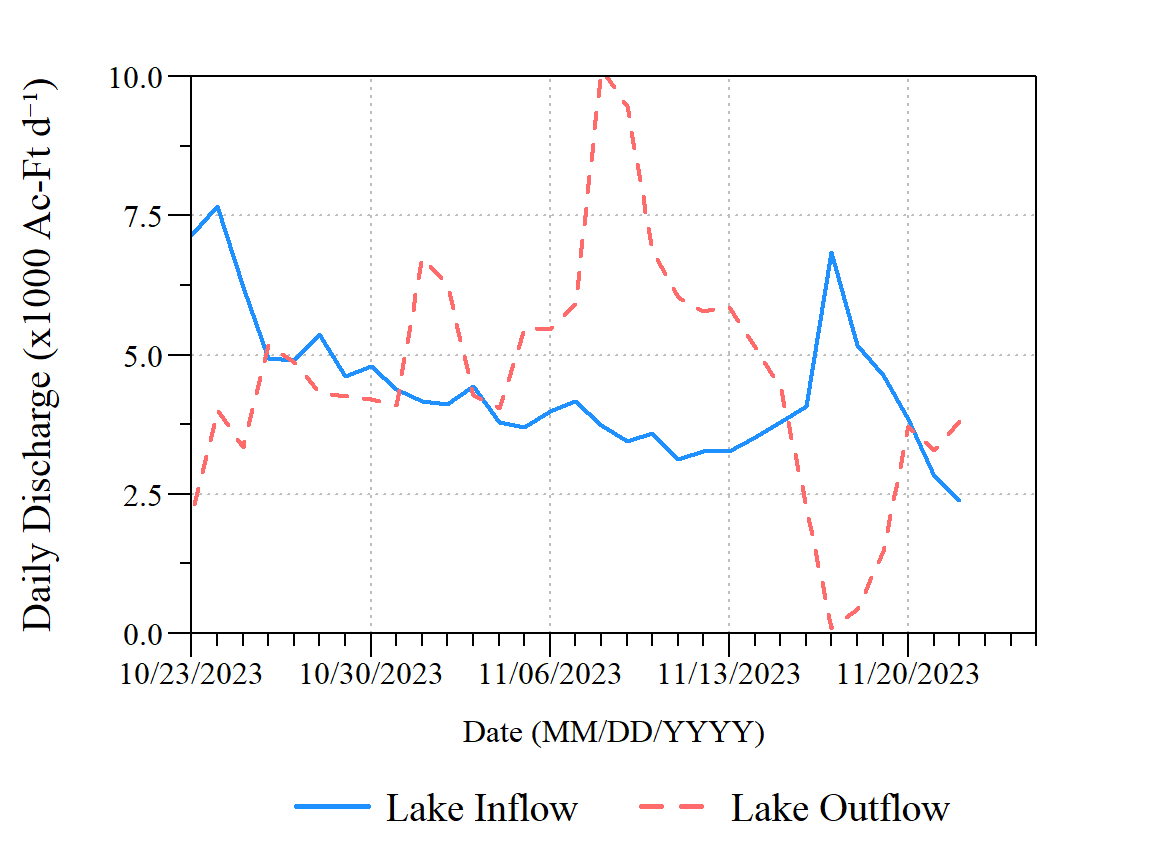 Daily Discharge (x1000 Ac-Ft d⁻¹)
10.0
7.5
5.0
2.5
0.0
10/23/2023 10/30/2023 11/06/2023 11/13/2023 11/20/2023
Date (MM/DD/YYYY)
Lake Inflow Lake Outflow